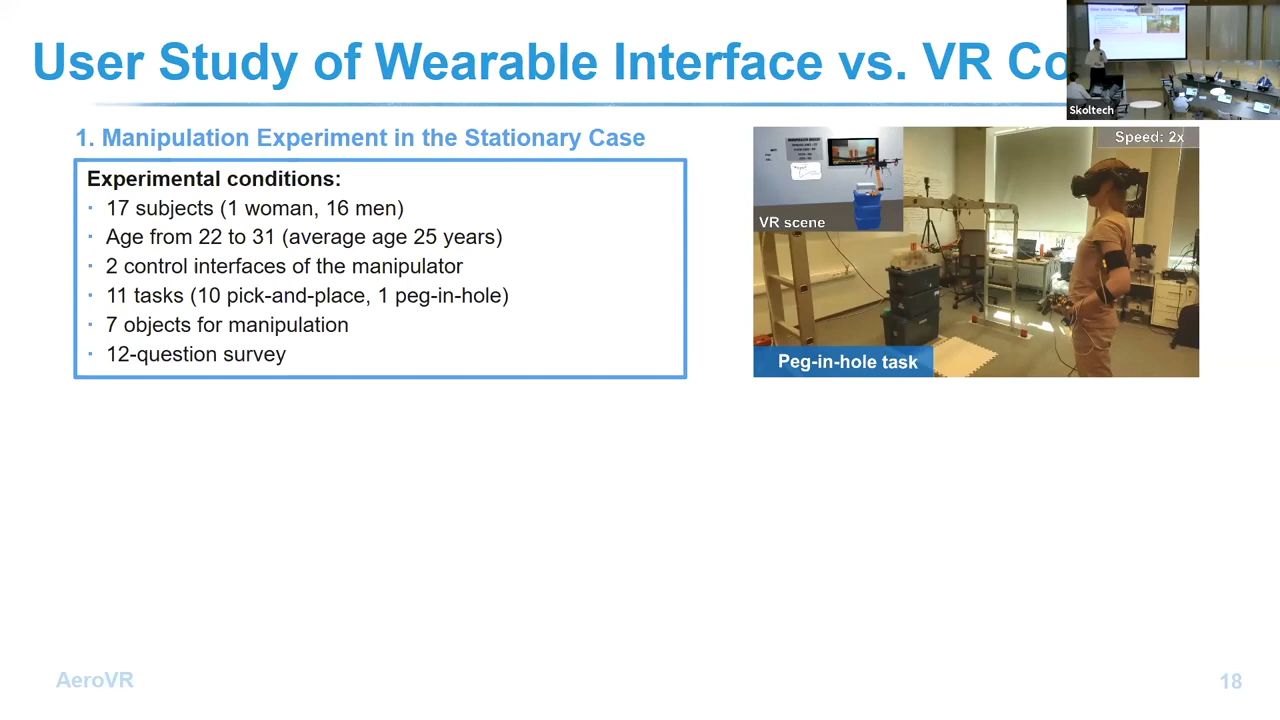 User Study of Wearable Interface vs. VR Co
Skoltech
1. Manipulation Experiment in the Stationary Case
Experimental conditions:
· 17 subjects (1 woman, 16 men)
· Age from 22 to 31 (average age 25 years)
· 2 control interfaces of the manipulator
· 11 tasks (10 pick-and-place, 1 peg-in-hole)
· 7 objects for manipulation
· 12-question survey
Speed: 2x
VR scene
Peg-in-hole task
AeroVR
18